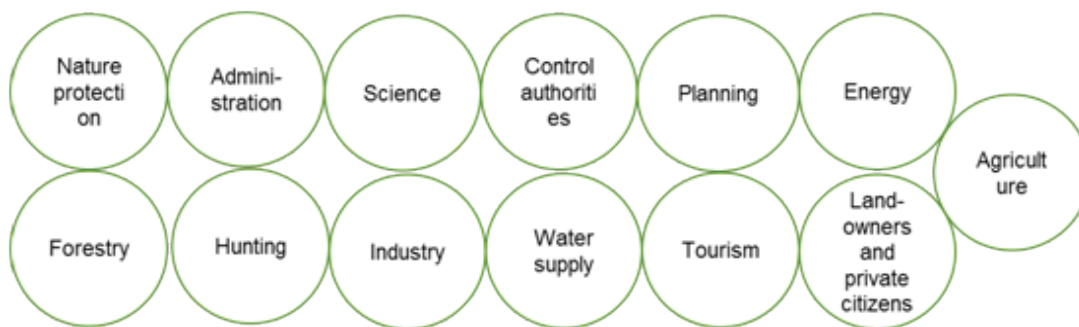 Nature
protecti
on
Admini-
stration
Science
Control
authoriti
es
Planning
Energy
Agricult
ure
Forestry
Hunting
Industry
Water
supply
Tourism
Land-
owners
and
private
citizens